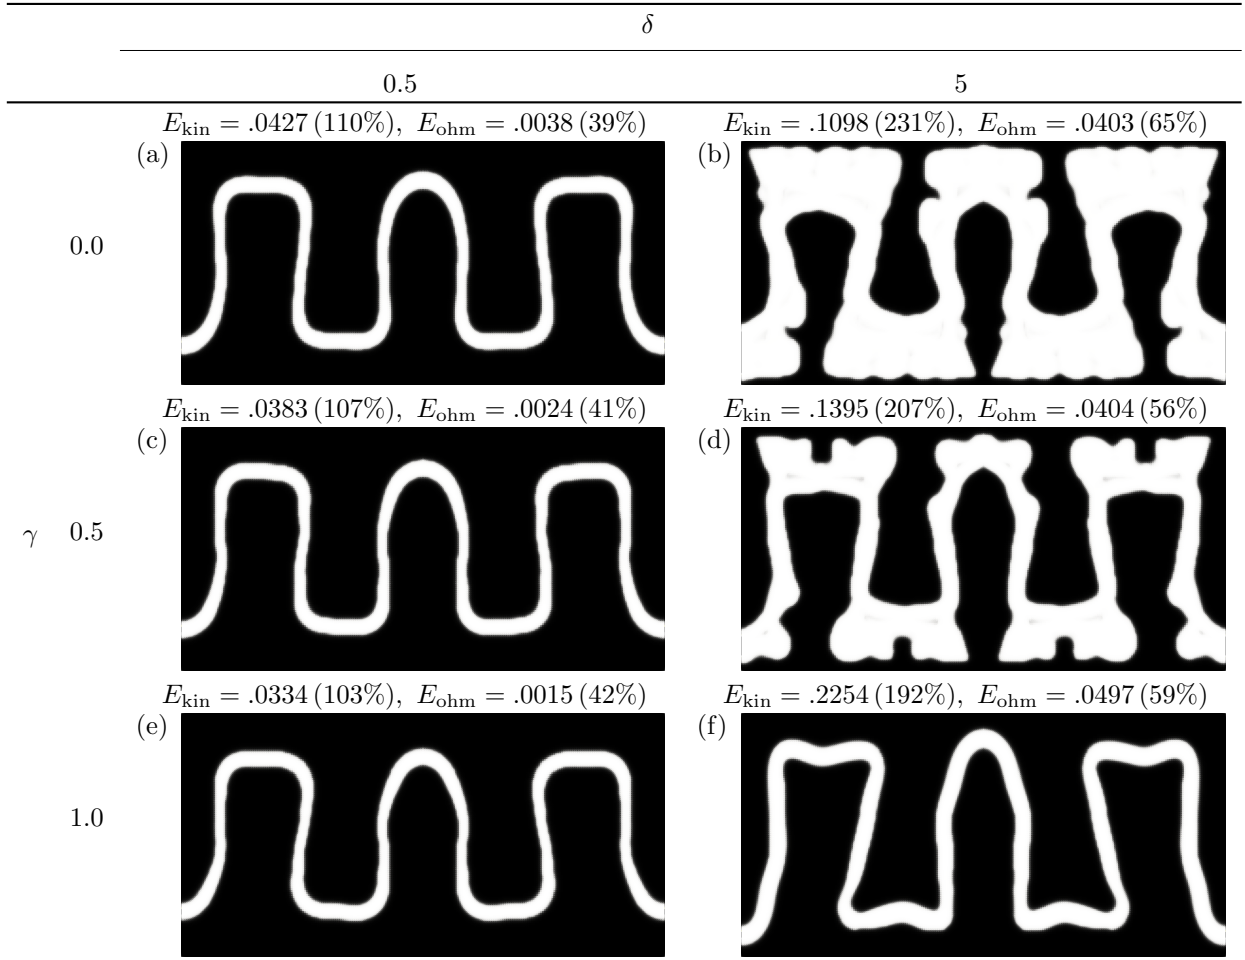 δ
0.5 5
E_kin = .0427 (110%), E_ohm = .0038 (39%) E_kin = .1098 (231%), E_ohm = .0403 (65%)
(a) (b)
0.0
E_kin = .0383 (107%), E_ohm = .0024 (41%) E_kin = .1395 (207%), E_ohm = .0404 (56%)
(c) (d)
γ 0.5
E_kin = .0334 (103%), E_ohm = .0015 (42%) E_kin = .2254 (192%), E_ohm = .0497 (59%)
(e) (f)
1.0